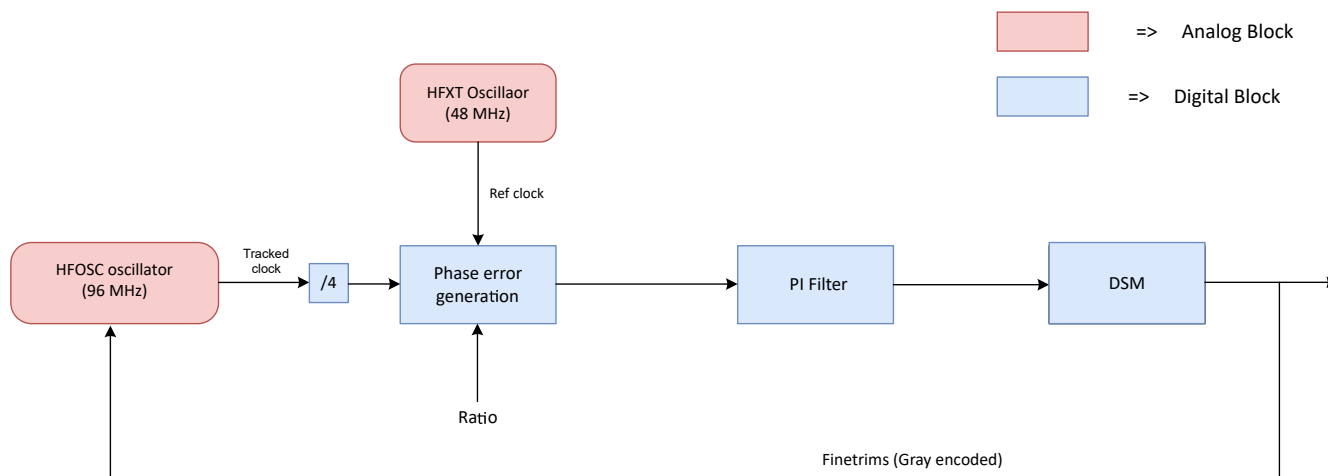 => Analog Block
=> Digital Block
HFXT Oscillaor
(48 MHz)
Ref clock
HFOSC oscillator
(96 MHz)
Tracked
clock
/4
Phase error
generation
PI Filter
DSM
Ratio
Finetrims (Gray encoded)